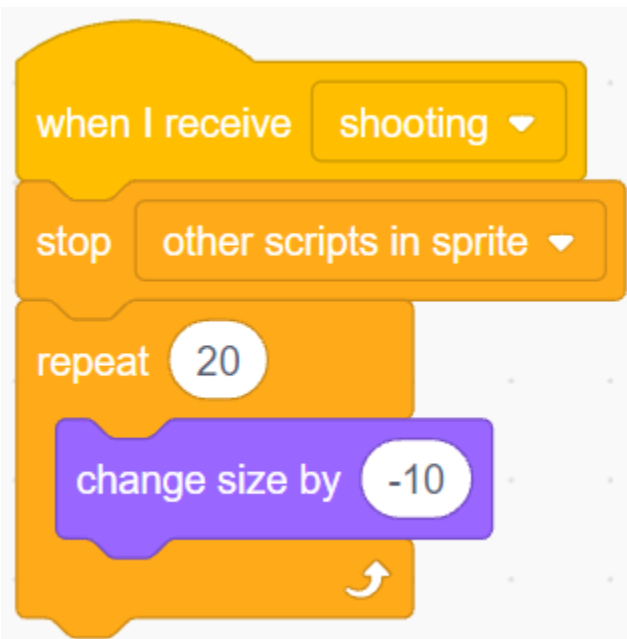 when I receive shooting
stop other scripts in sprite
repeat 20
change size by -10